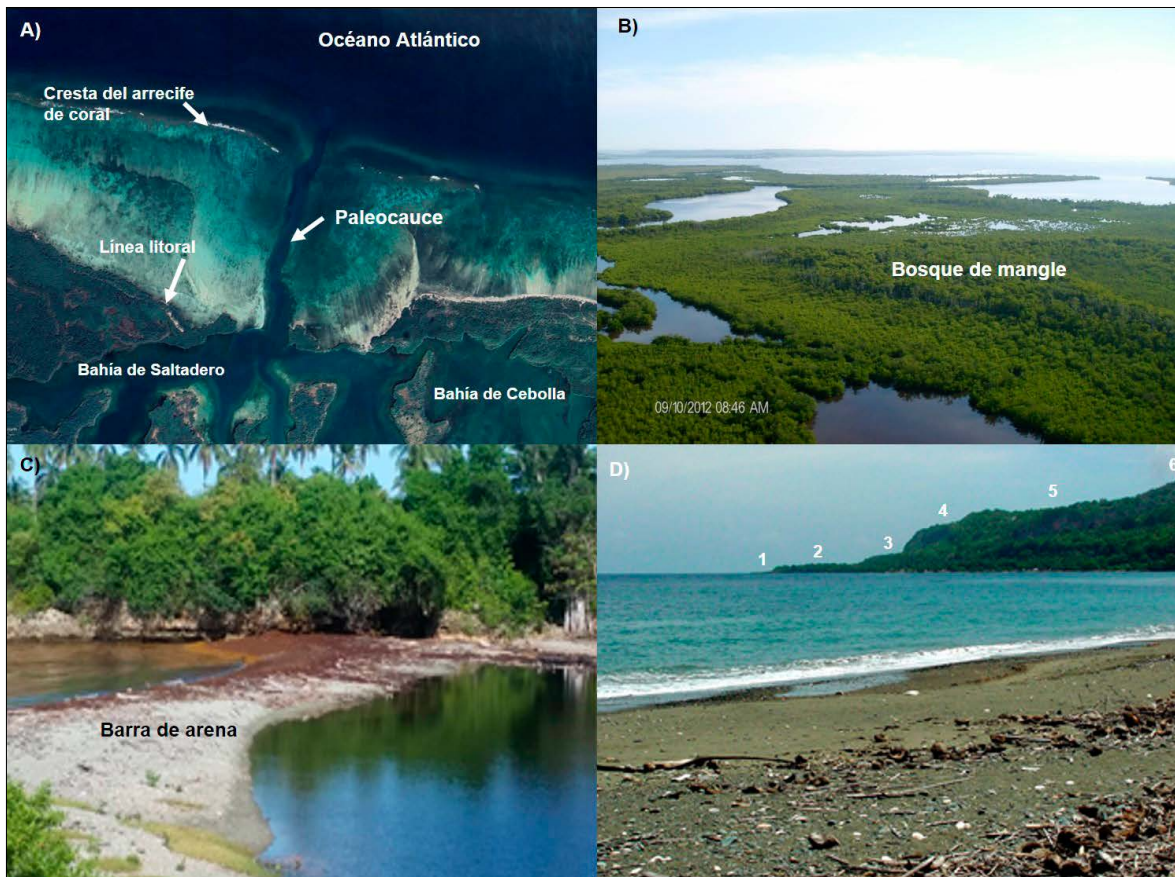 A)
Océano Atlántico
Cresta del arrecife
de coral
Paleocauce
Línea litoral
Bahía de Saltadero
Bahía de Cebolla
B)
Bosque de mangle
09/10/2012 08:46 AM
C)
Barra de arena
D)
1
2
3
4
5
6